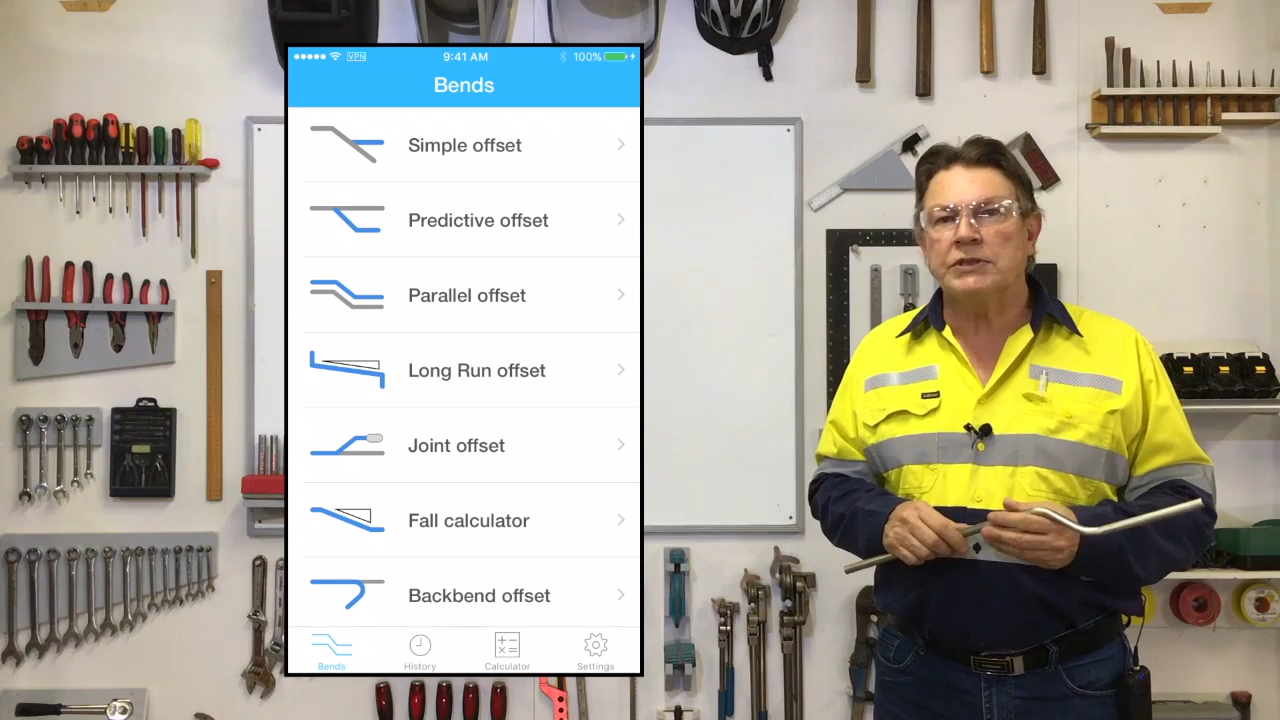 VPN 9:41 AM 100%
Bends
Simple offset
Predictive offset
Parallel offset
Long Run offset
Joint offset
Fall calculator
Backbend offset
Bends History Calculator Settings